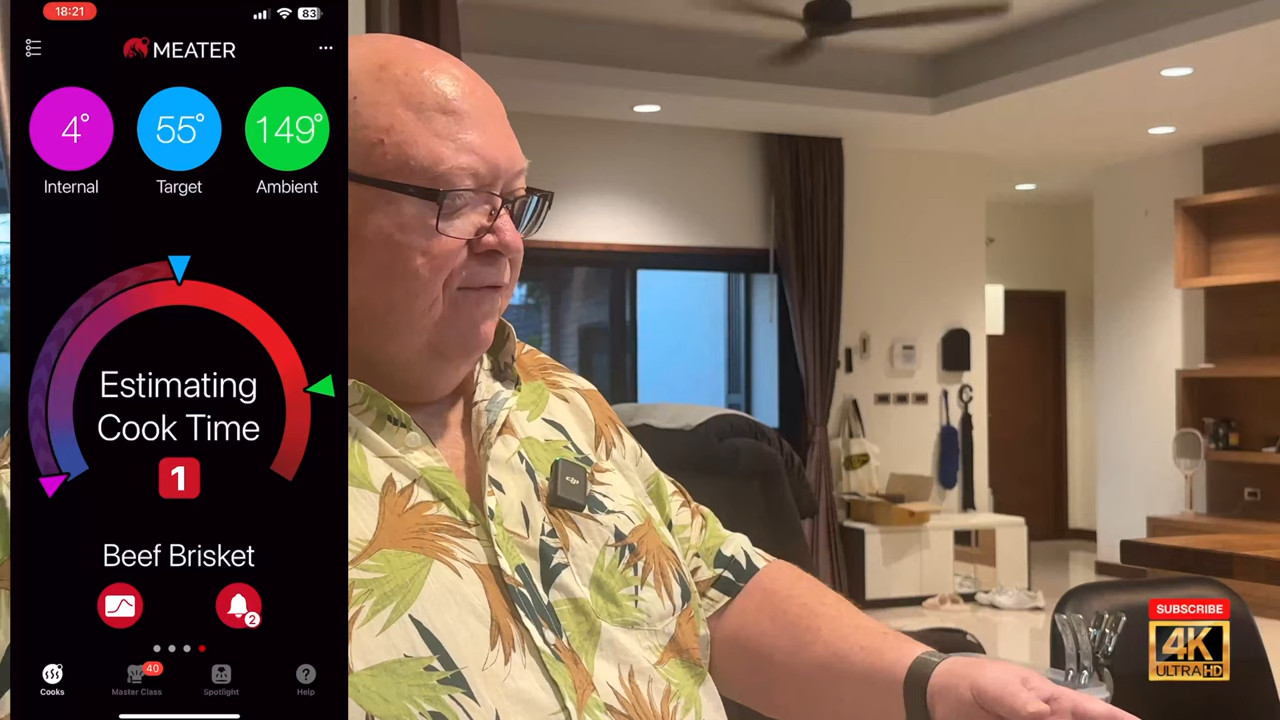 18:21
83
MEATER
4°
55°
149°
Internal
Target
Ambient
Estimating
Cook Time
1
Beef Brisket
2
40
Cooks
Master Class
Spotlight
Help
dji
SUBSCRIBE
4K
ULTRA HD